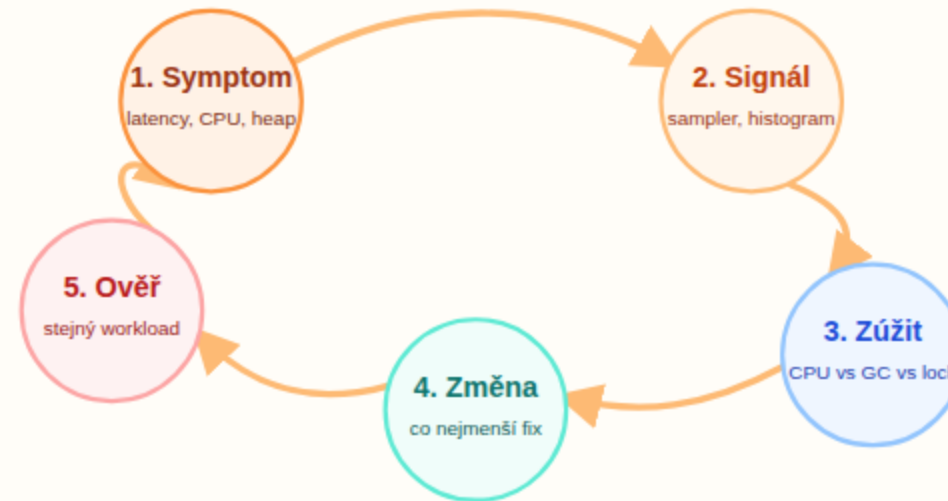 1. Symptom
latency, CPU, heap
2. Signál
sampler, histogram
3. Zúžit
CPU vs GC vs loc
4. Změna
co nejmenší fix
5. Ověř
stejný workload